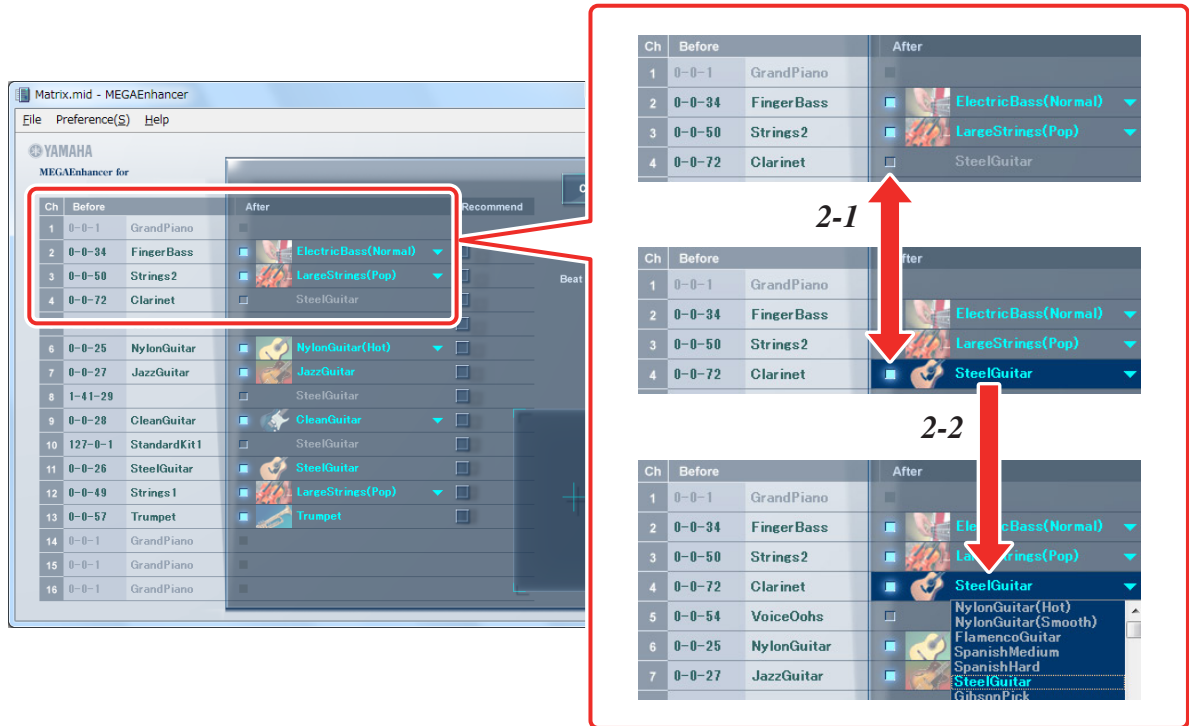 Matrix.mid - MEGAEnhancer
File Preference(S) Help
YAMAHA
MEGAEnhancer for
Ch Before After Recommend
1 0-0-1 GrandPiano
2 0-0-34 FingerBass ElectricBass(Normal)
3 0-0-50 Strings2 LargeStrings(Pop)
4 0-0-72 Clarinet SteelGuitar
6 0-0-25 NylonGuitar NylonGuitar(Hot)
7 0-0-27 JazzGuitar JazzGuitar
8 1-41-29 SteelGuitar
9 0-0-28 CleanGuitar CleanGuitar
10 127-0-1 StandardKit1 SteelGuitar
11 0-0-26 SteelGuitar SteelGuitar
12 0-0-49 Strings1 LargeStrings(Pop)
13 0-0-57 Trumpet Trumpet
14 0-0-1 GrandPiano
15 0-0-1 GrandPiano
16 0-0-1 GrandPiano
Beat
Ch Before After
1 0-0-1 GrandPiano
2 0-0-34 FingerBass ElectricBass(Normal)
3 0-0-50 Strings2 LargeStrings(Pop)
4 0-0-72 Clarinet SteelGuitar
2-1
Ch Before After
1 0-0-1 GrandPiano
2 0-0-34 FingerBass ElectricBass(Normal)
3 0-0-50 Strings2 LargeStrings(Pop)
4 0-0-72 Clarinet SteelGuitar
2-2
Ch Before After
1 0-0-1 GrandPiano
2 0-0-34 FingerBass ElectricBass(Normal)
3 0-0-50 Strings2 LargeStrings(Pop)
4 0-0-72 Clarinet SteelGuitar
5 0-0-54 VoiceOohs
6 0-0-25 NylonGuitar
7 0-0-27 JazzGuitar
NylonGuitar(Hot)
NylonGuitar(Smooth)
FlamencoGuitar
SpanishMedium
SpanishHard
SteelGuitar
GibsonPick